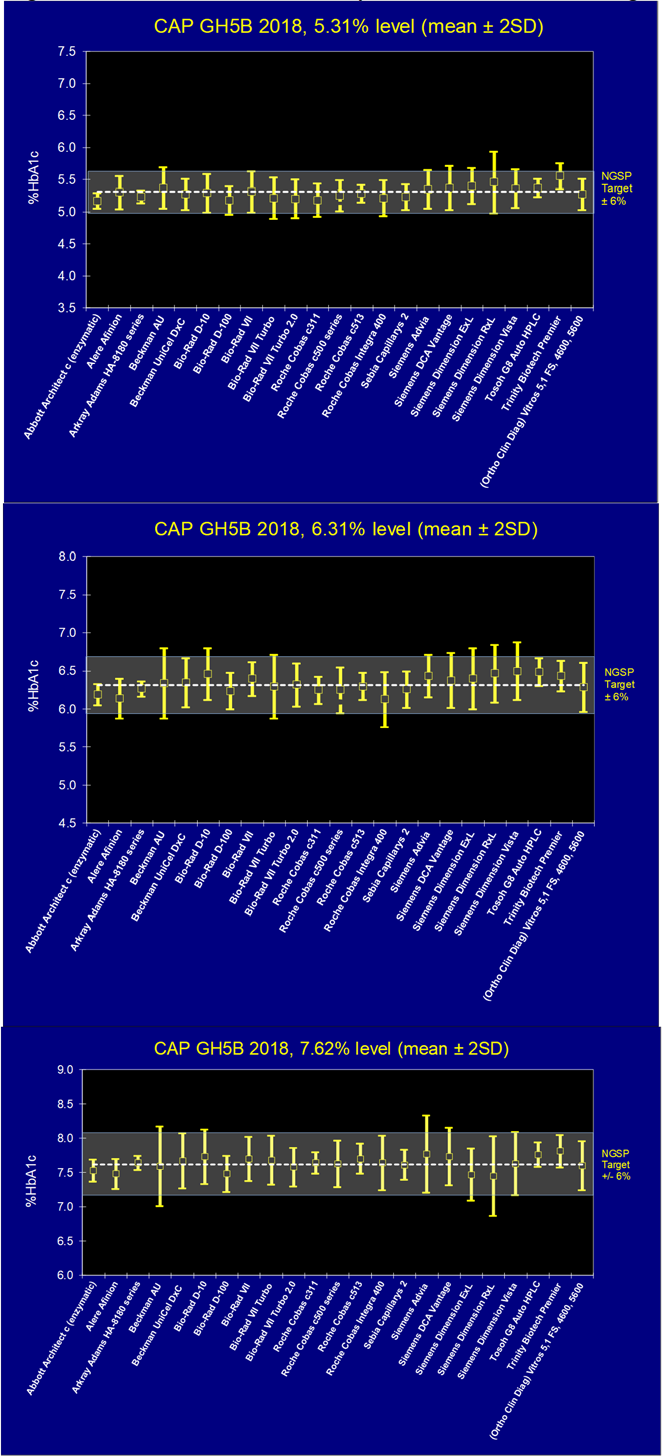 CAP GH5B 2018, 5.31% level (mean ± 2SD)
7.5
7.0
6.5
6.0
5.5
5.0
4.5
4.0
3.5
%HbA1c
NGSP
Target
± 6%
Abbott Architect c (enzymatic)
Alere Afinion
Arkray Adams HA-8180 series
Beckman AU
Beckman UniCel DxC
Bio-Rad D-10
Bio-Rad D-100
Bio-Rad VII
Bio-Rad VII Turbo
Bio-Rad VII Turbo 2.0
Roche Cobas c311
Roche Cobas c500 series
Roche Cobas c513
Roche Cobas Integra 400
Sebia Capillarys 2
Siemens Advia
Siemens DCA Vantage
Siemens Dimension ExL
Siemens Dimension RxL
Siemens Dimension Vista
Tosoh G8 Auto HPLC
Trinity Biotech Premier
(Ortho Clin Diag) Vitros 5,1 FS, 4600, 5600
CAP GH5B 2018, 6.31% level (mean ± 2SD)
8.0
7.5
7.0
6.5
6.0
5.5
5.0
4.5
%HbA1c
NGSP
Target
± 6%
Abbott Architect c (enzymatic)
Alere Afinion
Arkray Adams HA-8180 series
Beckman AU
Beckman UniCel DxC
Bio-Rad D-10
Bio-Rad D-100
Bio-Rad VII
Bio-Rad VII Turbo
Bio-Rad VII Turbo 2.0
Roche Cobas c311
Roche Cobas c500 series
Roche Cobas c513
Roche Cobas Integra 400
Sebia Capillarys 2
Siemens Advia
Siemens DCA Vantage
Siemens Dimension ExL
Siemens Dimension RxL
Siemens Dimension Vista
Tosoh G8 Auto HPLC
Trinity Biotech Premier
(Ortho Clin Diag) Vitros 5,1 FS, 4600, 5600
CAP GH5B 2018, 7.62% level (mean ± 2SD)
9.0
8.5
8.0
7.5
7.0
6.5
6.0
%HbA1c
NGSP
Target
+/- 6%
Abbott Architect c (enzymatic)
Alere Afinion
Arkray Adams HA-8180 series
Beckman AU
Beckman UniCel DxC
Bio-Rad D-10
Bio-Rad D-100
Bio-Rad VII
Bio-Rad VII Turbo
Bio-Rad VII Turbo 2.0
Roche Cobas c311
Roche Cobas c500 series
Roche Cobas c513
Roche Cobas Integra 400
Sebia Capillarys 2
Siemens Advia
Siemens DCA Vantage
Siemens Dimension ExL
Siemens Dimension RxL
Siemens Dimension Vista
Tosoh G8 Auto HPLC
Trinity Biotech Premier
(Ortho Clin Diag) Vitros 5,1 FS, 4600, 5600